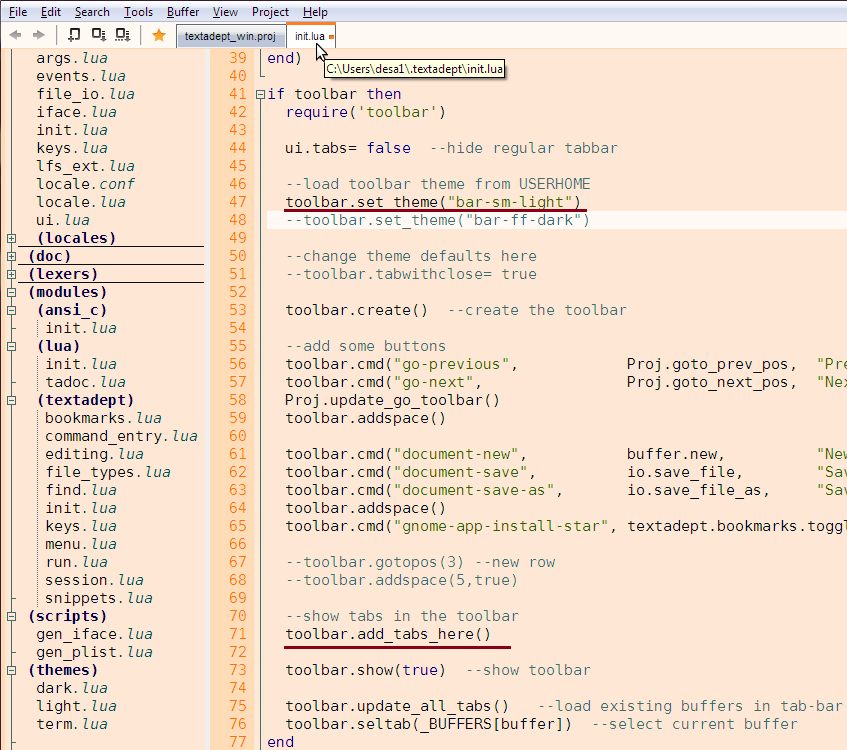 File Edit Search Tools Buffer View Project Help
textadept_win.proj init.lua
C:\Users\desa1\.textadept\init.lua
args.lua
events.lua
file_io.lua
iface.lua
init.lua
keys.lua
lfs_ext.lua
locale.conf
locale.lua
ui.lua
(locales)
(doc)
(lexers)
(modules)
(ansi_c)
init.lua
(lua)
init.lua
tadoc.lua
(textadept)
bookmarks.lua
command_entry.lua
editing.lua
file_types.lua
find.lua
init.lua
keys.lua
menu.lua
run.lua
session.lua
snippets.lua
(scripts)
gen_iface.lua
gen_plist.lua
(themes)
dark.lua
light.lua
term.lua
39 end)
40
41 if toolbar then
42 require('toolbar')
43
44 ui.tabs= false --hide regular tabbar
45
46 --load toolbar theme from USERHOME
47 toolbar.set_theme("bar-sm-light")
48 --toolbar.set_theme("bar-ff-dark")
49
50 --change theme defaults here
51 --toolbar.tabwithclose= true
52
53 toolbar.create() --create the toolbar
54
55 --add some buttons
56 toolbar.cmd("go-previous", Proj.goto_prev_pos, "Pre
57 toolbar.cmd("go-next", Proj.goto_next_pos, "Nex
58 Proj.update_go_toolbar()
59 toolbar.addspace()
60
61 toolbar.cmd("document-new", buffer.new, "New
62 toolbar.cmd("document-save", io.save_file, "Sav
63 toolbar.cmd("document-save-as", io.save_file_as, "Sav
64 toolbar.addspace()
65 toolbar.cmd("gnome-app-install-star", textadept.bookmarks.toggl
66
67 --toolbar.gotopos(3) --new row
68 --toolbar.addspace(5,true)
69
70 --show tabs in the toolbar
71 toolbar.add_tabs_here()
72
73 toolbar.show(true) --show toolbar
74
75 toolbar.update_all_tabs() --load existing buffers in tab-bar
76 toolbar.seltab(_BUFFERS[buffer]) --select current buffer
77 end